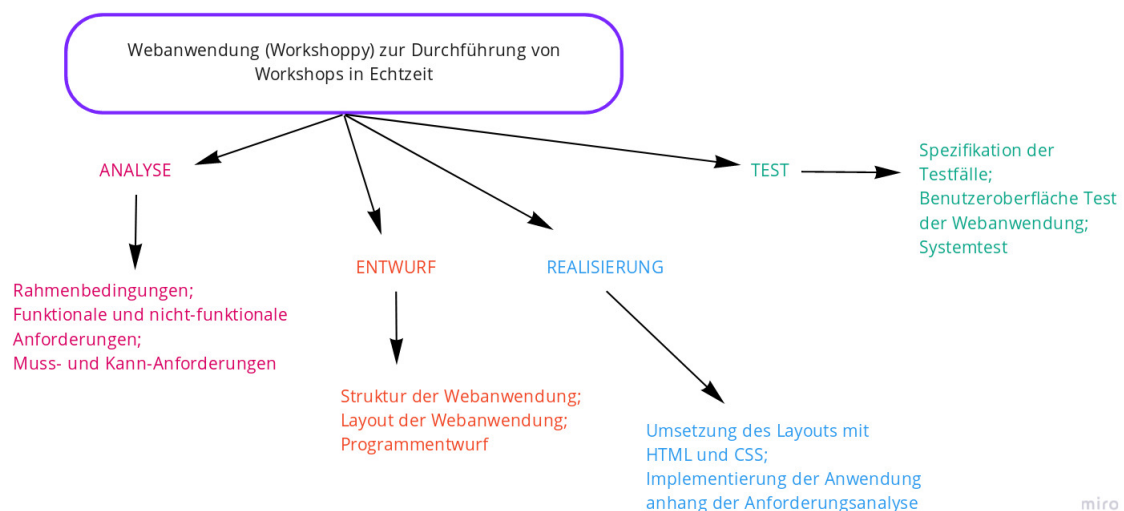 Webanwendung (Workshoppy) zur Durchführung von
Workshops in Echtzeit
ANALYSE
Rahmenbedingungen;
Funktionale und nicht-funktionale
Anforderungen;
Muss- und Kann-Anforderungen
ENTWURF
Struktur der Webanwendung;
Layout der Webanwendung;
Programmentwurf
REALISIERUNG
Umsetzung des Layouts mit
HTML und CSS;
Implementierung der Anwendung
anhang der Anforderungsanalyse
TEST
Spezifikation der
Testfälle;
Benutzeroberfläche Test
der Webanwendung;
Systemtest
miro